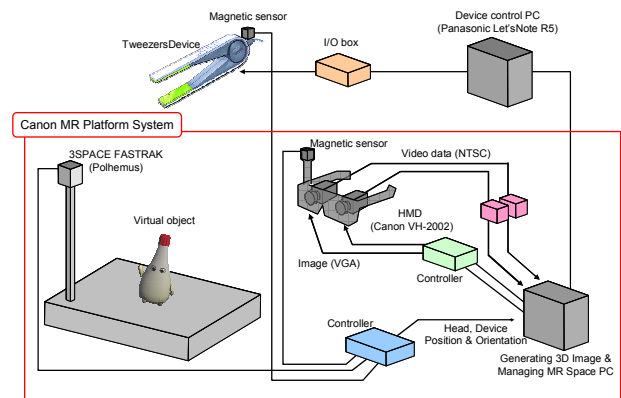 Magnetic sensor
TweezersDevice
I/O box
Device control PC
(Panasonic Let'sNote R5)
Canon MR Platform System
3SPACE FASTRAK
(Polhemus)
Virtual object
Magnetic sensor
Video data (NTSC)
HMD
(Canon VH-2002)
Image (VGA)
Controller
Controller
Head, Device
Position & Orientation
Generating 3D Image &
Managing MR Space PC